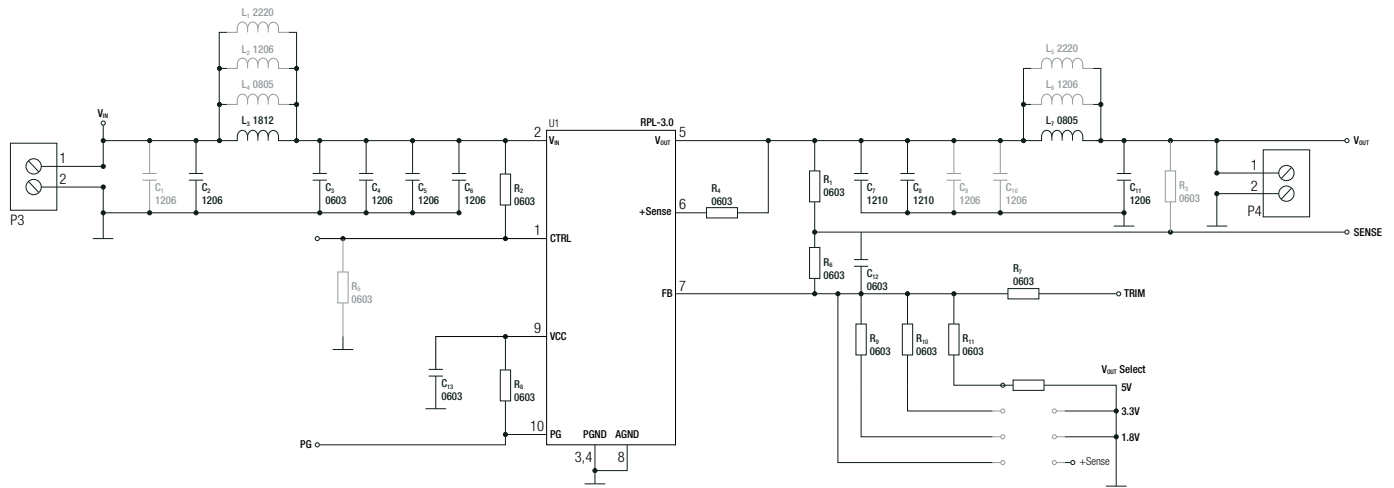 L₁ 2220
L₂ 1206
L₄ 0805
L₃ 1812
L₅ 2220
L₆ 1206
L₇ 0805
V_IN
U1
RPL-3.0
2
V_IN
V_OUT
5
V_OUT
1
2
P3
C₁
1206
C₂
1206
C₃
0603
C₄
1206
C₅
1206
C₆
1206
R₂
0603
R₄
0603
+Sense
6
R₁
0603
C₇
1210
C₈
1210
C₉
1206
C₁₀
1206
C₁₁
1206
R₃
0603
1
2
P4
1
CTRL
SENSE
R₅
0603
R₆
0603
C₁₂
0603
R₇
0603
FB
7
TRIM
9
VCC
C₁₃
0603
R₈
0603
R₉
0603
R₁₀
0603
R₁₁
0603
V_OUT Select
5V
3.3V
1.8V
+Sense
PG
10
PG
PGND
AGND
3,4
8